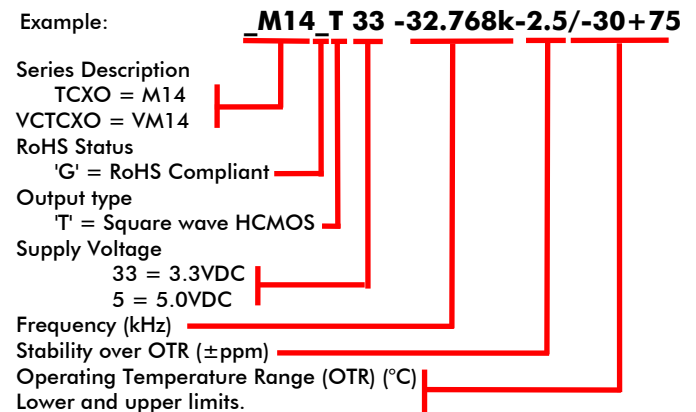 Example: _M14_T 33 -32.768k-2.5/-30+75
Series Description
TCXO = M14
VCTCXO = VM14
RoHS Status
'G' = RoHS Compliant
Output type
'T' = Square wave HCMOS
Supply Voltage
33 = 3.3VDC
5 = 5.0VDC
Frequency (kHz)
Stability over OTR (±ppm)
Operating Temperature Range (OTR) (°C)
Lower and upper limits.